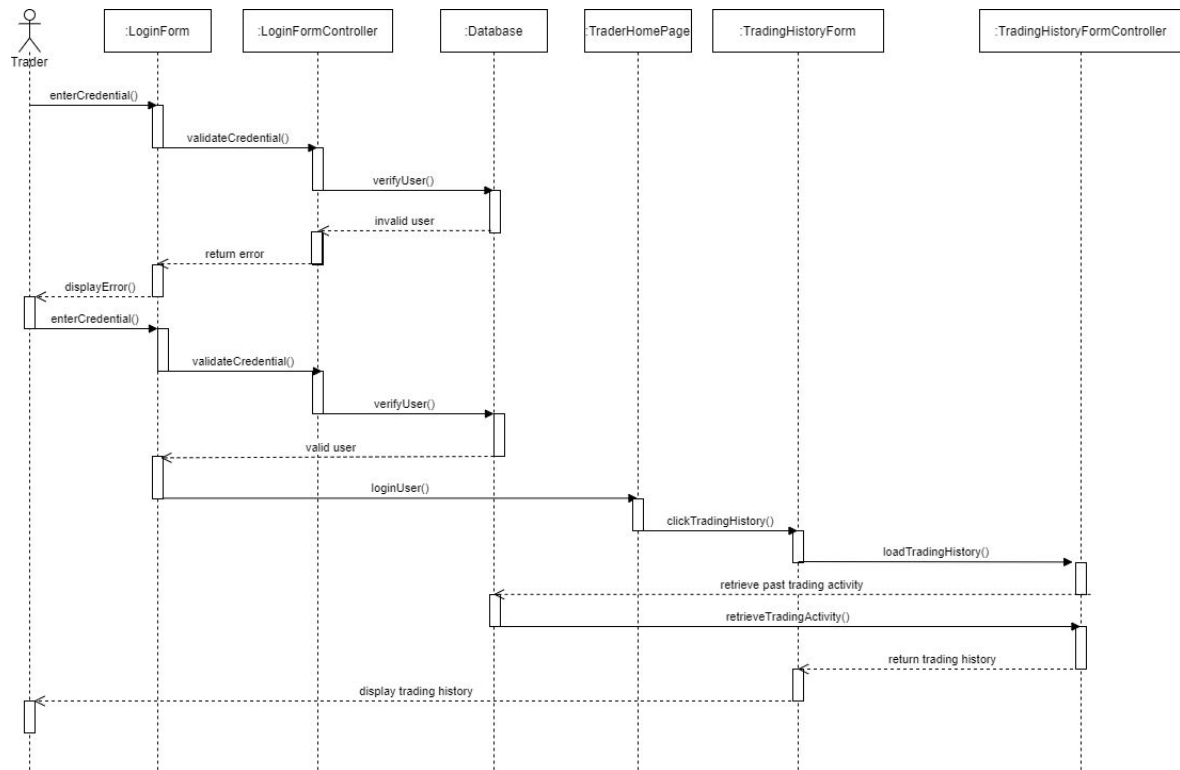 :LoginForm
:LoginFormController
:Database
:TraderHomePage
:TradingHistoryForm
:TradingHistoryFormController
Trader
enterCredential()
validateCredential()
verifyUser()
invalid user
return error
displayError()
enterCredential()
validateCredential()
verifyUser()
valid user
loginUser()
clickTradingHistory()
loadTradingHistory()
retrieve past trading activity
retrieveTradingActivity()
return trading history
display trading history